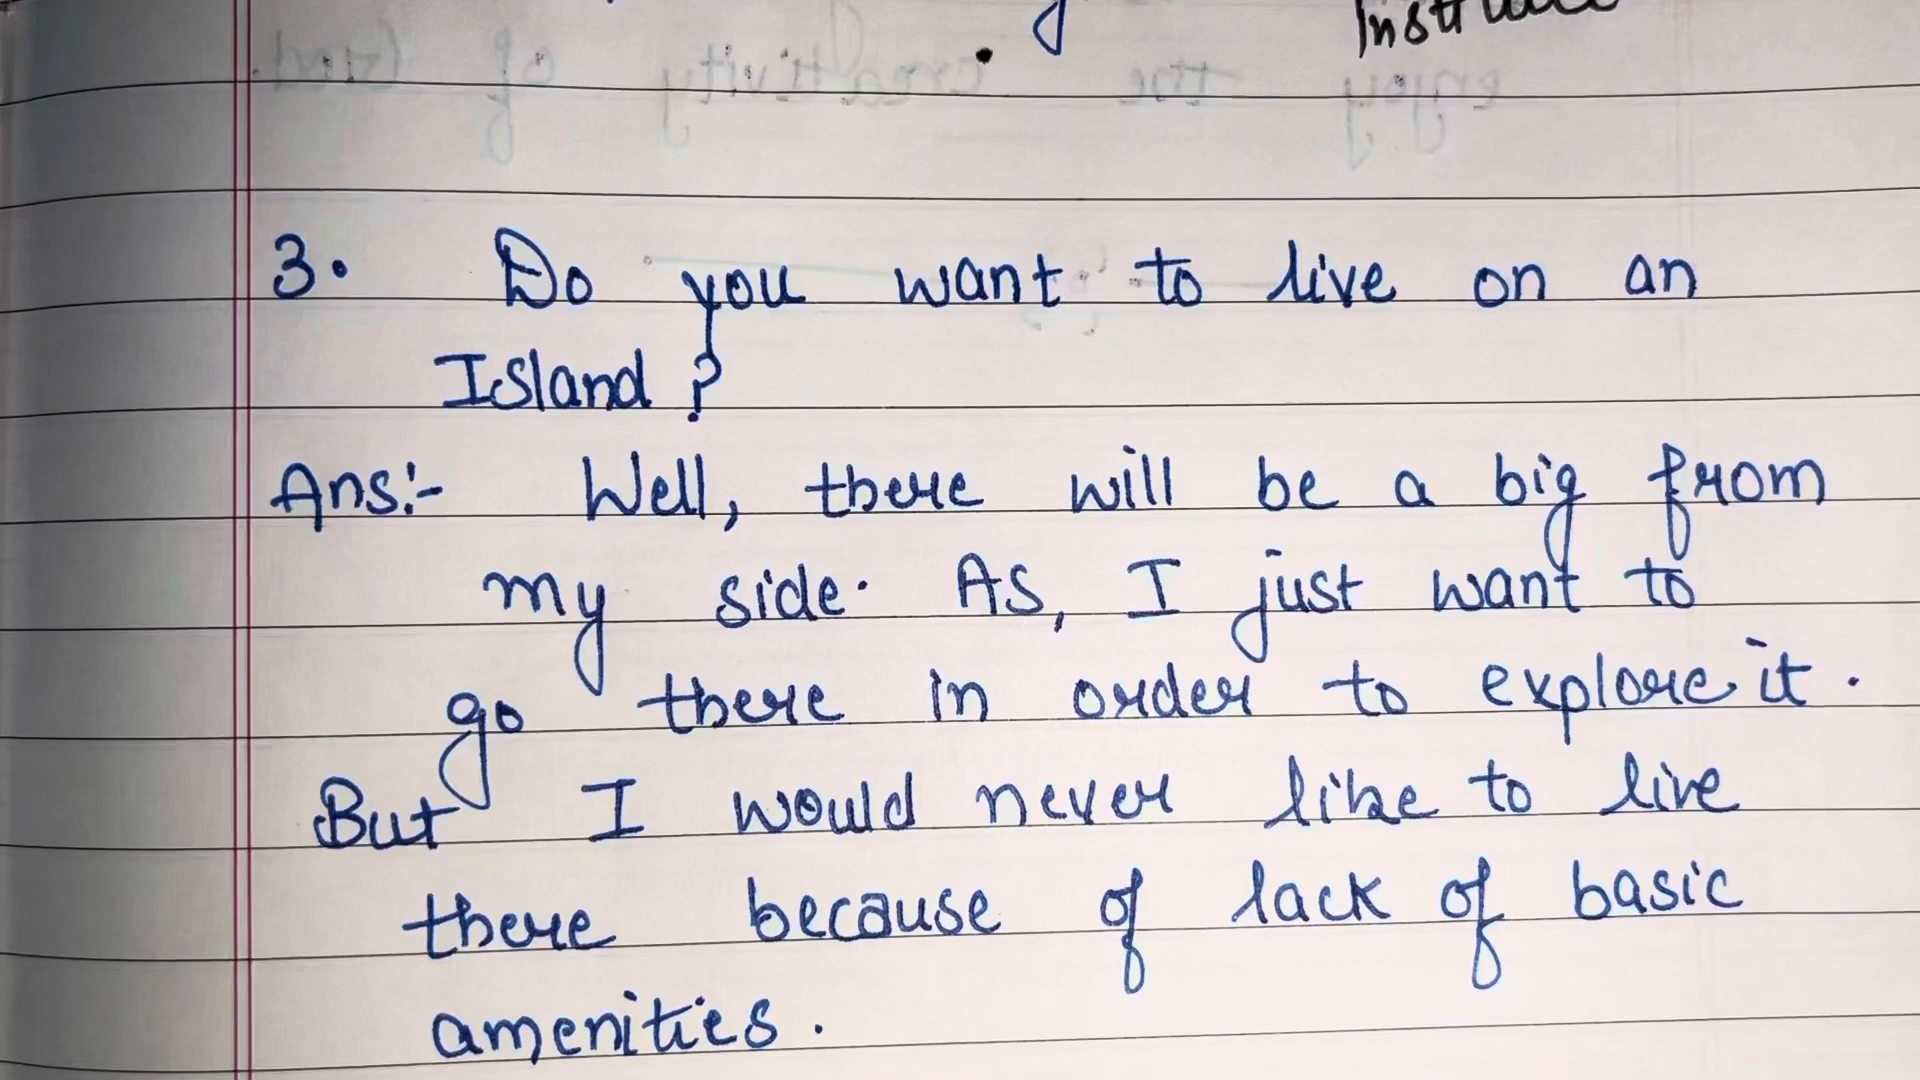 3. Do you want to live on an
Island ?
Ans:- Well, there will be a big from
my side. As, I just want to
go there in order to explore it.
But I would never like to live
there because of lack of basic
amenities.